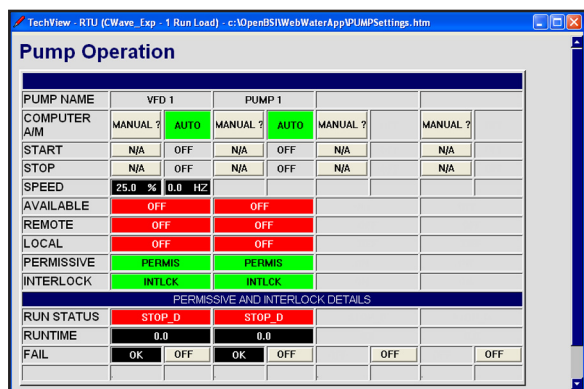 TechView - RTU (CWave_Exp - 1 Run Load) - c:\OpenBSI\WebWaterApp\PUMPSettings.htm
Pump Operation
PUMP NAME VFD 1 PUMP 1
COMPUTER A/M MANUAL ? AUTO MANUAL ? AUTO MANUAL ? MANUAL ?
START N/A OFF N/A OFF N/A N/A
STOP N/A OFF N/A OFF N/A N/A
SPEED 25.0 % 0.0 HZ
AVAILABLE OFF OFF
REMOTE OFF OFF
LOCAL OFF OFF
PERMISSIVE PERMIS PERMIS
INTERLOCK INTLCK INTLCK
PERMISSIVE AND INTERLOCK DETAILS
RUN STATUS STOP_D STOP_D
RUNTIME 0.0 0.0
FAIL OK OFF OK OFF OFF OFF